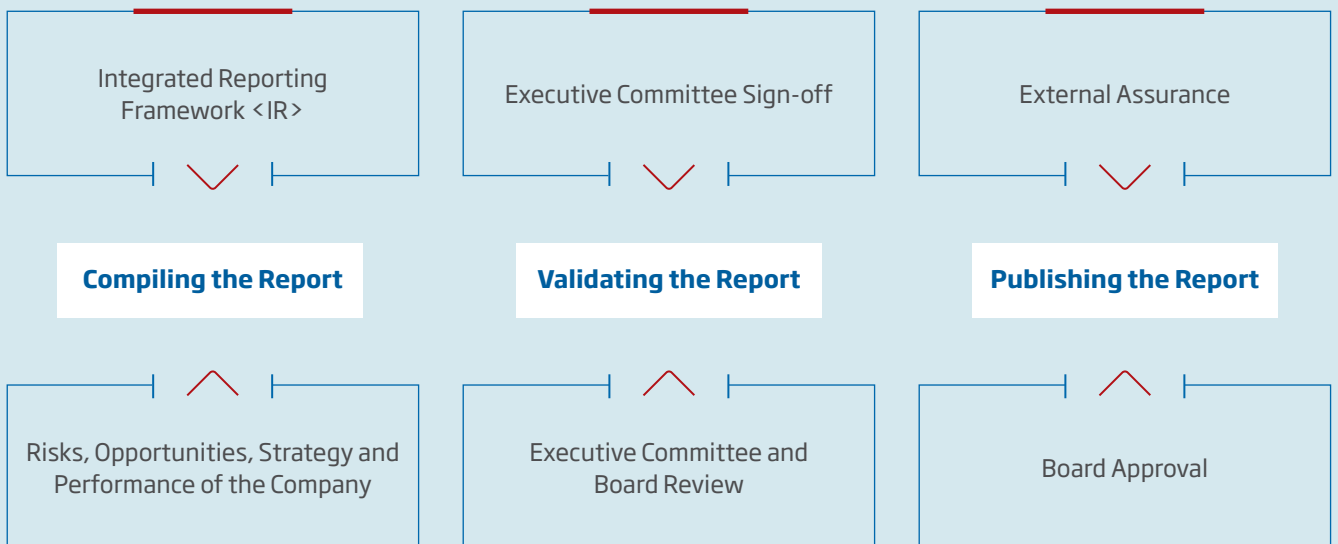 Integrated Reporting
Framework <IR>
Executive Committee Sign-off
External Assurance
Compiling the Report
Validating the Report
Publishing the Report
Risks, Opportunities, Strategy and
Performance of the Company
Executive Committee and
Board Review
Board Approval